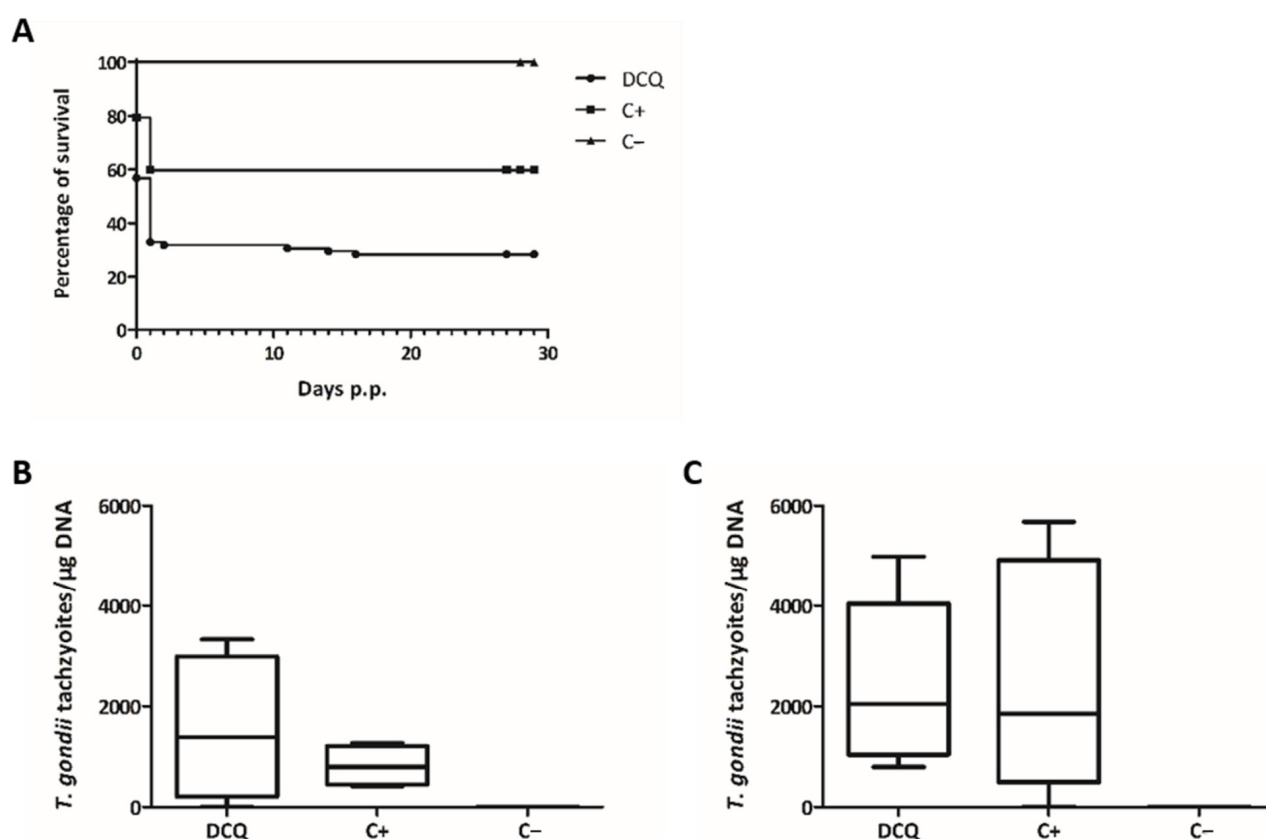 A
Percentage of survival
100
80
60
40
20
0
0 10 20 30
Days p.p.
DCQ
C+
C–
B
T. gondii tachzyoites/µg DNA
6000
4000
2000
0
DCQ C+ C–
C
T. gondii tachzyoites/µg DNA
6000
4000
2000
0
DCQ C+ C–